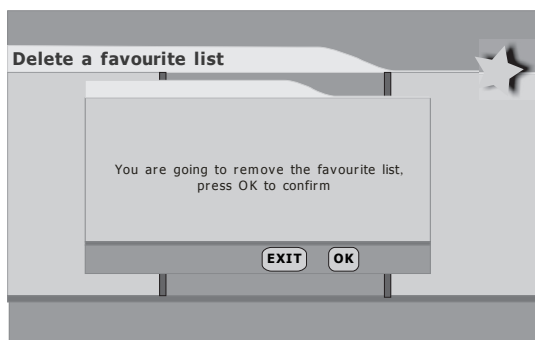 Delete a favourite list
You are going to remove the favourite list,
press OK to confirm
EXIT OK